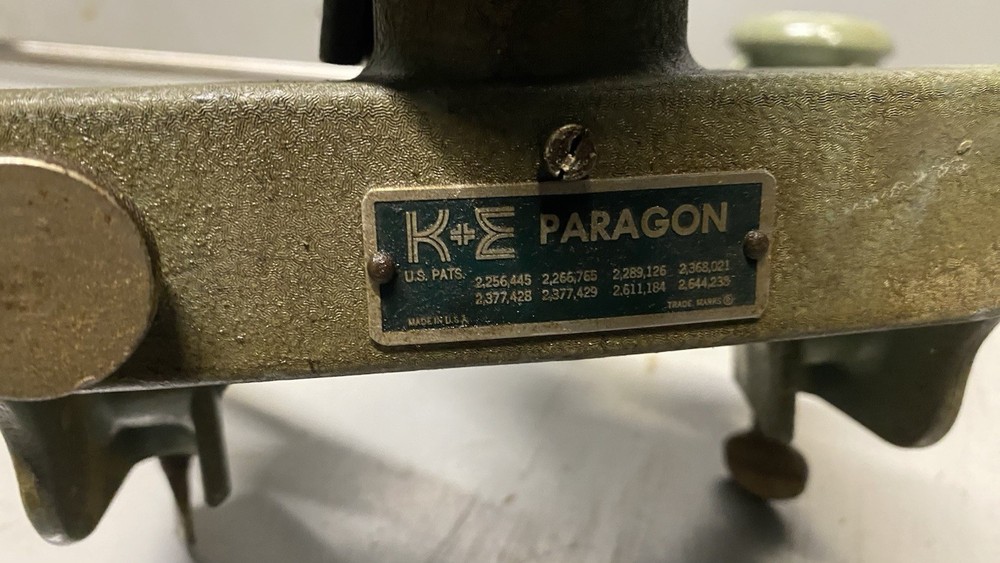 K+E PARAGON
U.S. PATS. 2,256,445 2,266,765 2,289,126 2,368,021
2,377,428 2,377,429 2,611,184 2,644,235
MADE IN U.S.A. TRADE MARKS ®